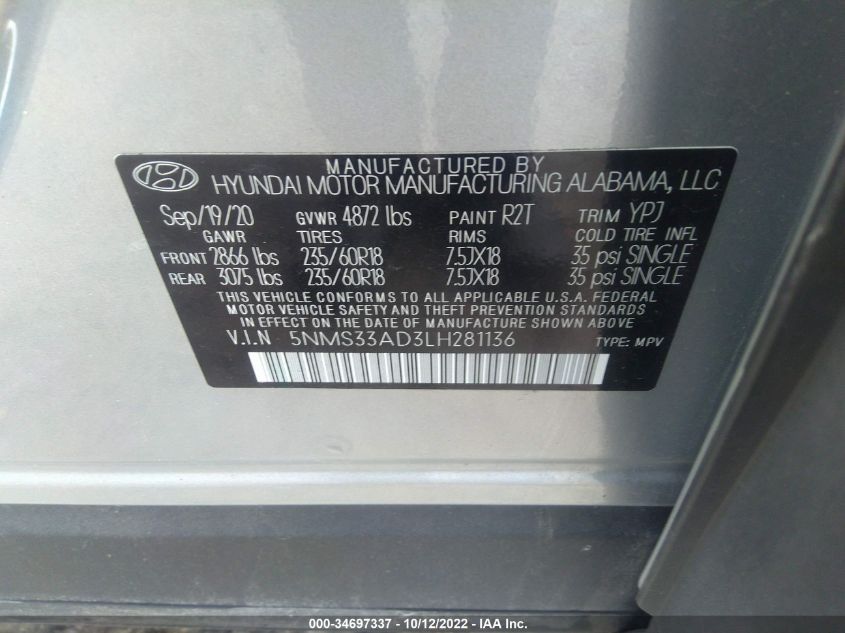 MANUFACTURED BY
HYUNDAI MOTOR MANUFACTURING ALABAMA, LLC
Sep/19/20 GVWR 4872 lbs PAINT R2T TRIM YPJ
GAWR TIRES RIMS COLD TIRE INFL
FRONT 2866 lbs 235/60R18 7.5JX18 35 psi SINGLE
REAR 3075 lbs 235/60R18 7.5JX18 35 psi SINGLE
THIS VEHICLE CONFORMS TO ALL APPLICABLE U.S.A. FEDERAL
MOTOR VEHICLE SAFETY AND THEFT PREVENTION STANDARDS
IN EFFECT ON THE DATE OF MANUFACTURE SHOWN ABOVE.
V.I.N 5NMS33AD3LH281136 TYPE: MPV
000-34697337 - 10/12/2022 - IAA Inc.